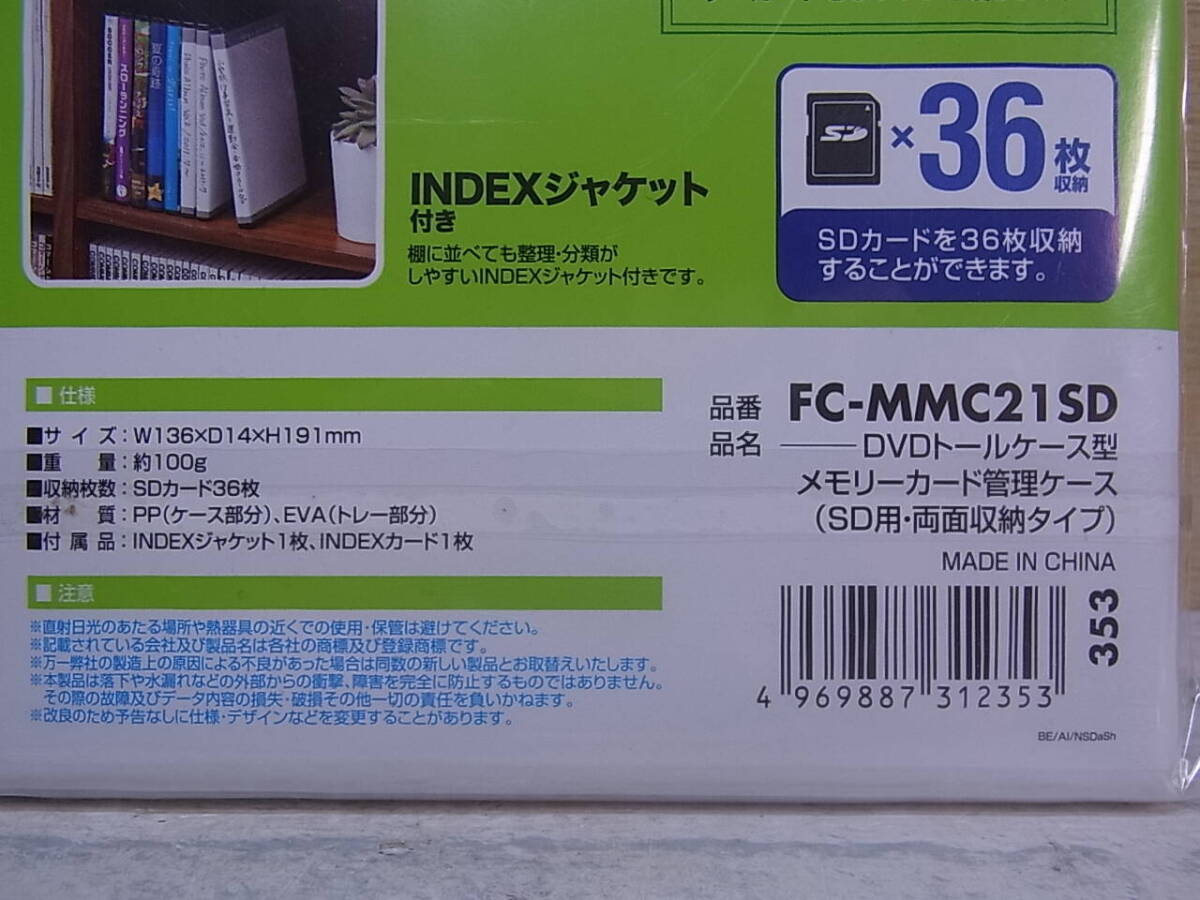 スローランニング
夏の奇跡
INDEXジャケット
付き
棚に並べても整理・分類が
しやすいINDEXジャケット付きです。
SD × 36 枚
収納
SDカードを36枚収納
することができます。
■ 仕様
■サイズ：W136×D14×H191mm
■重　量：約100g
■収納枚数：SDカード36枚
■材　質：PP(ケース部分)、EVA(トレー部分)
■付属品：INDEXジャケット1枚、INDEXカード1枚
■ 注意
※直射日光のあたる場所や熱器具の近くでの使用・保管は避けてください。
※記載されている会社及び製品名は各社の商標及び登録商標です。
※万一弊社の製造上の原因による不良があった場合は同数の新しい製品とお取替えいたします。
※本製品は落下や水漏れなどの外部からの衝撃、障害を完全に防止するものではありません。
その際の故障及びデータ内容の損失・破損その他一切の責任を負いかねます。
※改良のため予告なしに仕様・デザインなどを変更することがあります。
品番 FC-MMC21SD
品名 ──── DVDトールケース型
メモリーカード管理ケース
(SD用・両面収納タイプ)
MADE IN CHINA
353
4 969887 312353
BE/AI/NSDaSh